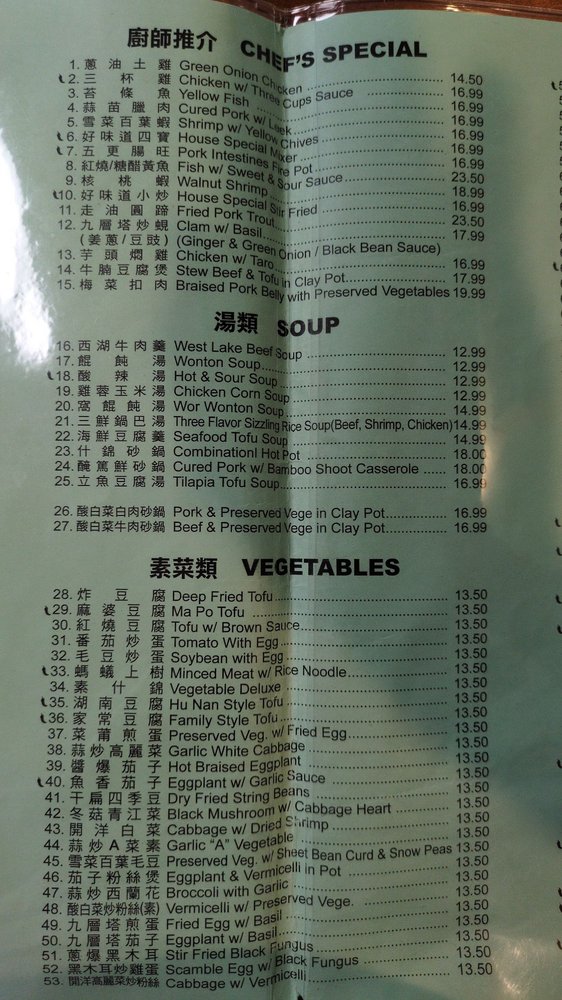 廚師推介 CHEF'S SPECIAL
1. 蔥油土雞 Green Onion Chicken 14.50
2. 三杯雞 Chicken w/ Three Cups Sauce 16.99
3. 苔條魚 Yellow Fish 16.99
4. 蒜苗臘肉 Cured Pork w/ Leek 16.99
5. 雪菜百葉蝦 Shrimp w/ Yellow Chives 16.99
6. 好味道四寶 House Special Mixer 16.99
7. 五更腸旺 Pork Intestines Fire Pot 16.99
8. 紅燒/糖醋黃魚 Fish w/ Sweet & Sour Sauce 23.50
9. 核桃蝦 Walnut Shrimp 18.99
10. 好味道小炒 House Special Stir Fried 16.99
11. 走油圓蹄 Fried Pork Trout 23.50
12. 九層塔炒蜆 Clam w/ Basil 17.99
(姜蔥/豆豉) (Ginger & Green Onion / Black Bean Sauce)
13. 芋頭燜雞 Chicken w/ Taro 16.99
14. 牛腩豆腐煲 Stew Beef & Tofu in Clay Pot 17.99
15. 梅菜扣肉 Braised Pork Belly with Preserved Vegetables 19.99
湯類 SOUP
16. 西湖牛肉羹 West Lake Beef Soup 12.99
17. 餛飩湯 Wonton Soup 12.99
18. 酸辣湯 Hot & Sour Soup 12.99
19. 雞蓉玉米湯 Chicken Corn Soup 12.99
20. 窩餛飩湯 Wor Wonton Soup 14.99
21. 三鮮鍋巴湯 Three Flavor Sizzling Rice Soup(Beef, Shrimp, Chicken) 14.99
22. 海鮮豆腐羹 Seafood Tofu Soup 14.99
23. 什錦砂鍋 Combinationl Hot Pot 18.00
24. 醃篤鮮砂鍋 Cured Pork w/ Bamboo Shoot Casserole 18.00
25. 立魚豆腐湯 Tilapia Tofu Soup 16.99
26. 酸白菜白肉砂鍋 Pork & Preserved Vege in Clay Pot 16.99
27. 酸白菜牛肉砂鍋 Beef & Preserved Vege in Clay Pot 16.99
素菜類 VEGETABLES
28. 炸豆腐 Deep Fried Tofu 13.50
29. 麻婆豆腐 Ma Po Tofu 13.50
30. 紅燒豆腐 Tofu w/ Brown Sauce 13.50
31. 番茄炒蛋 Tomato With Egg 13.50
32. 毛豆炒蛋 Soybean with Egg 13.50
33. 螞蟻上樹 Minced Meat w/ Rice Noodle 13.50
34. 素什錦 Vegetable Deluxe 13.50
35. 湖南豆腐 Hu Nan Style Tofu 13.50
36. 家常豆腐 Family Style Tofu 13.50
37. 菜莆煎蛋 Preserved Veg. w/ Fried Egg 13.50
38. 蒜炒高麗菜 Garlic White Cabbage 13.50
39. 醬爆茄子 Hot Braised Eggplant 13.50
40. 魚香茄子 Eggplant w/ Garlic Sauce 13.50
41. 干扁四季豆 Dry Fried String Beans 13.50
42. 冬菇青江菜 Black Mushroom w/ Cabbage Heart 13.50
43. 開洋白菜 Cabbage w/ Dried Shrimp 13.50
44. 蒜炒A菜素 Garlic "A" Vegetable 13.50
45. 雪菜百葉毛豆 Preserved Veg. w/ Sheet Bean Curd & Snow Peas 13.50
46. 茄子粉絲煲 Eggplant & Vermicelli in Pot 13.50
47. 蒜炒西蘭花 Broccoli with Garlic 13.50
48. 酸白菜炒粉絲(素) Vermicelli w/ Preserved Vege. 13.50
49. 九層塔煎蛋 Fried Egg w/ Basil 13.50
50. 九層塔茄子 Eggplant w/ Basil 13.50
51. 蔥爆黑木耳 Stir Fried Black Fungus 13.50
52. 黑木耳炒雞蛋 Scamble Egg w/ Black Fungus 13.50
53. 開洋高麗菜炒粉絲 Cabbage w/ Vermicelli 13.50